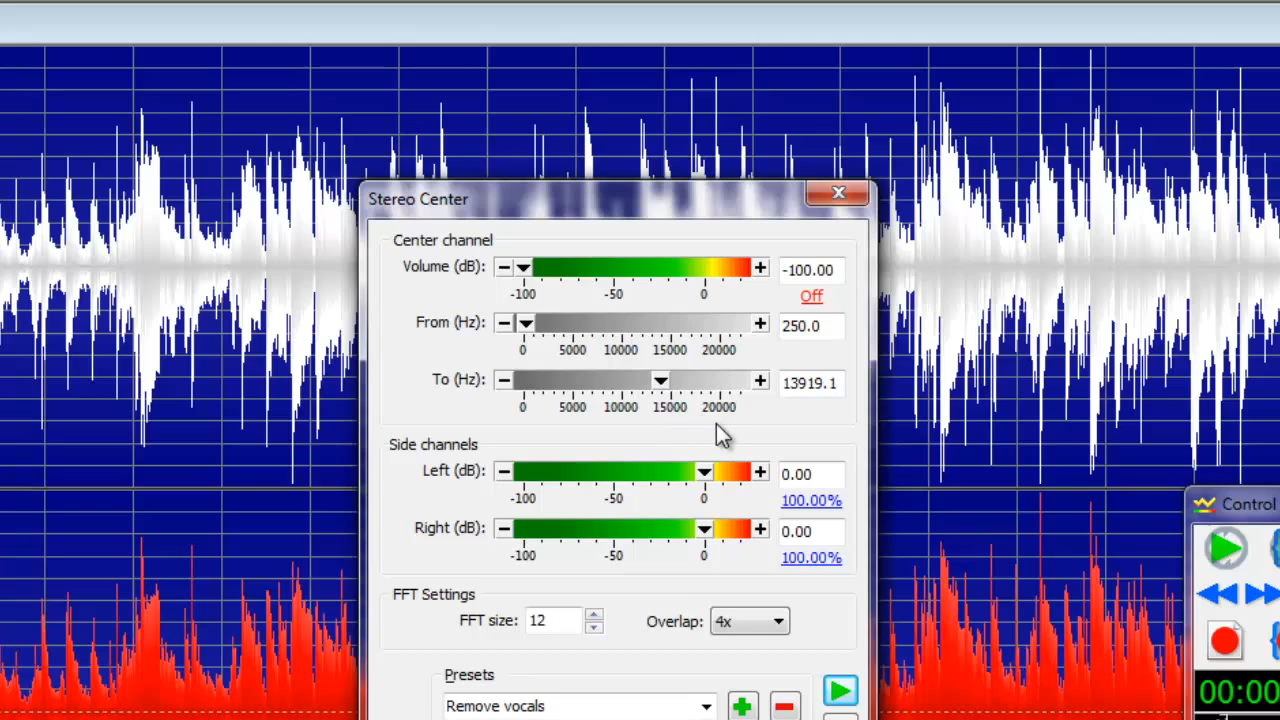 Stereo Center
Center channel
Volume (dB): -100.00
-100 -50 0 Off
From (Hz): 250.0
0 5000 10000 15000 20000
To (Hz): 13919.1
0 5000 10000 15000 20000
Side channels
Left (dB): 0.00
-100 -50 0 100.00%
Right (dB): 0.00
-100 -50 0 100.00%
Control
FFT Settings
FFT size: 12 Overlap: 4x
Presets
Remove vocals
00:00